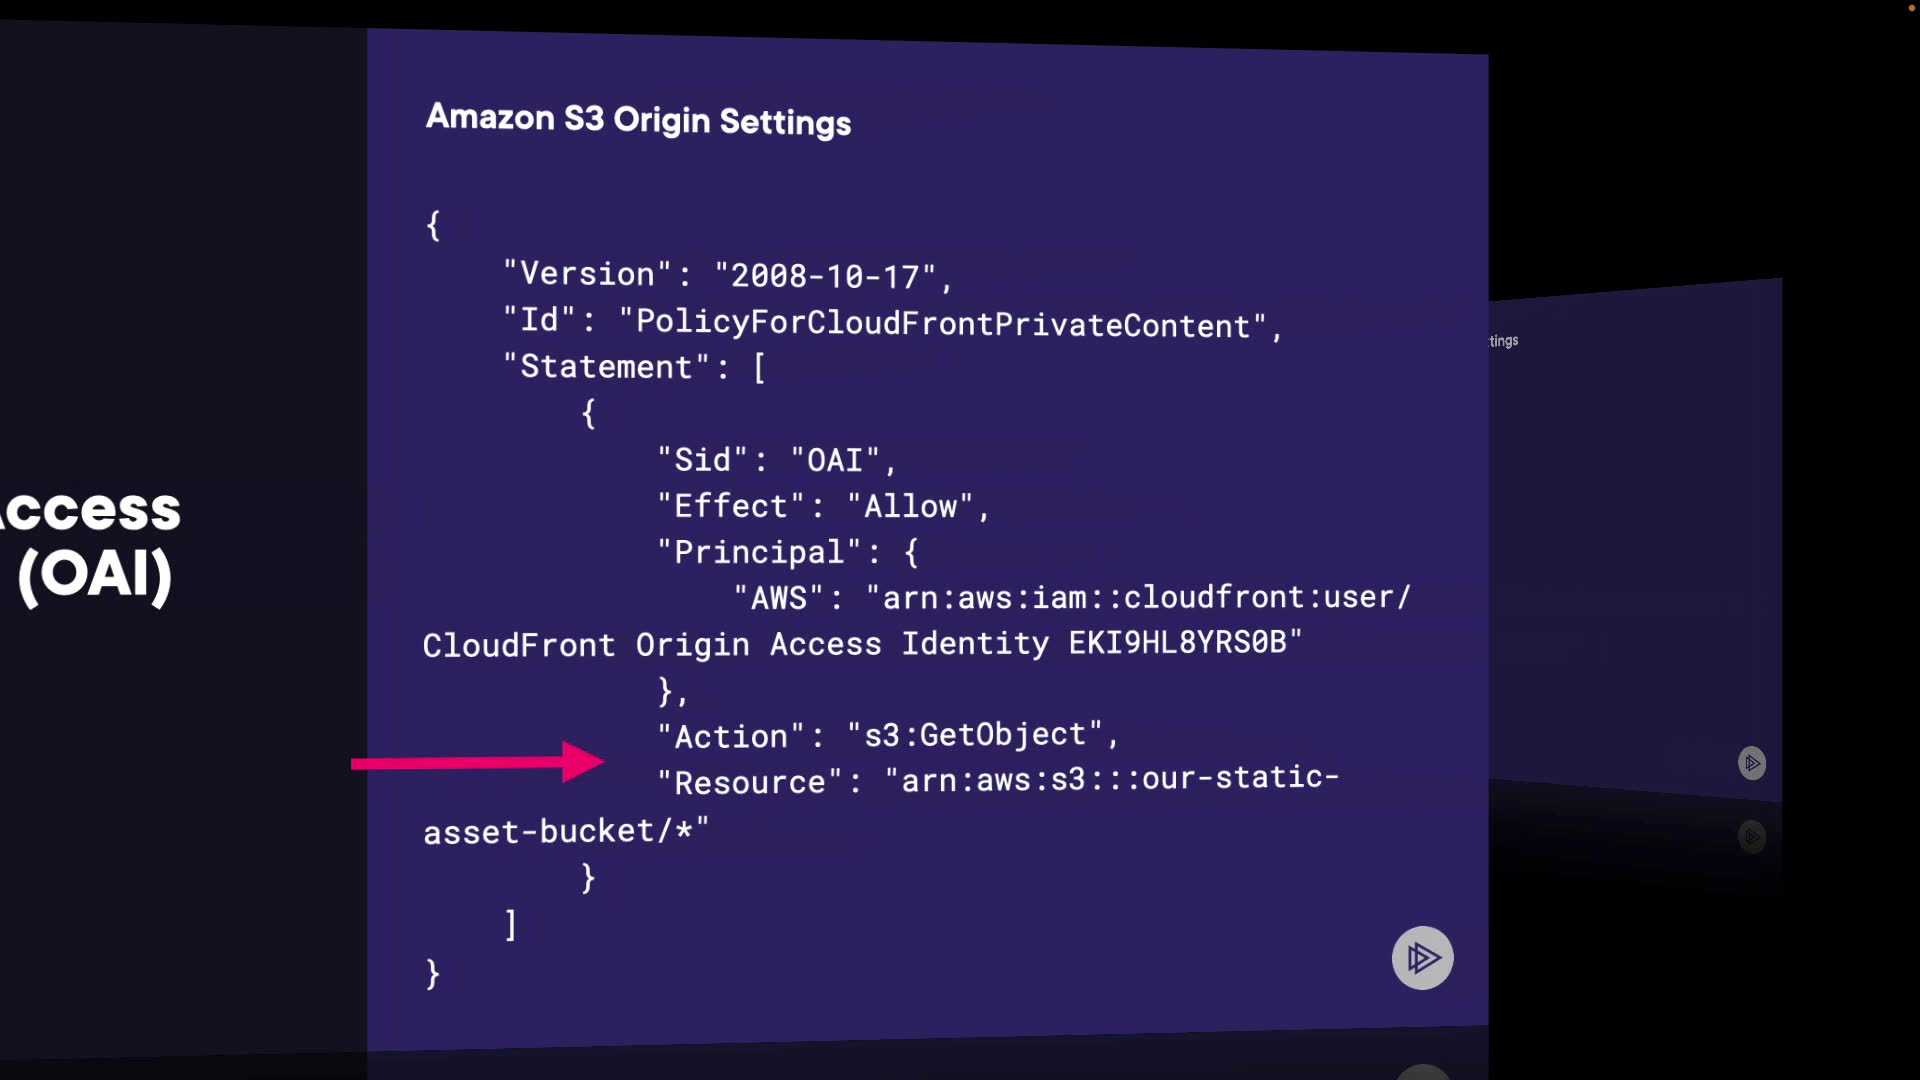 Amazon S3 Origin Settings
{
"Version": "2008-10-17",
"Id": "PolicyForCloudFrontPrivateContent",
"Statement": [
{
"Sid": "OAI",
"Effect": "Allow",
"Principal": {
"AWS": "arn:aws:iam::cloudfront:user/
CloudFront Origin Access Identity EKI9HL8YRS0B"
},
"Action": "s3:GetObject",
"Resource": "arn:aws:s3:::our-static-
asset-bucket/*"
}
]
}
Access
(OAI)
ttings